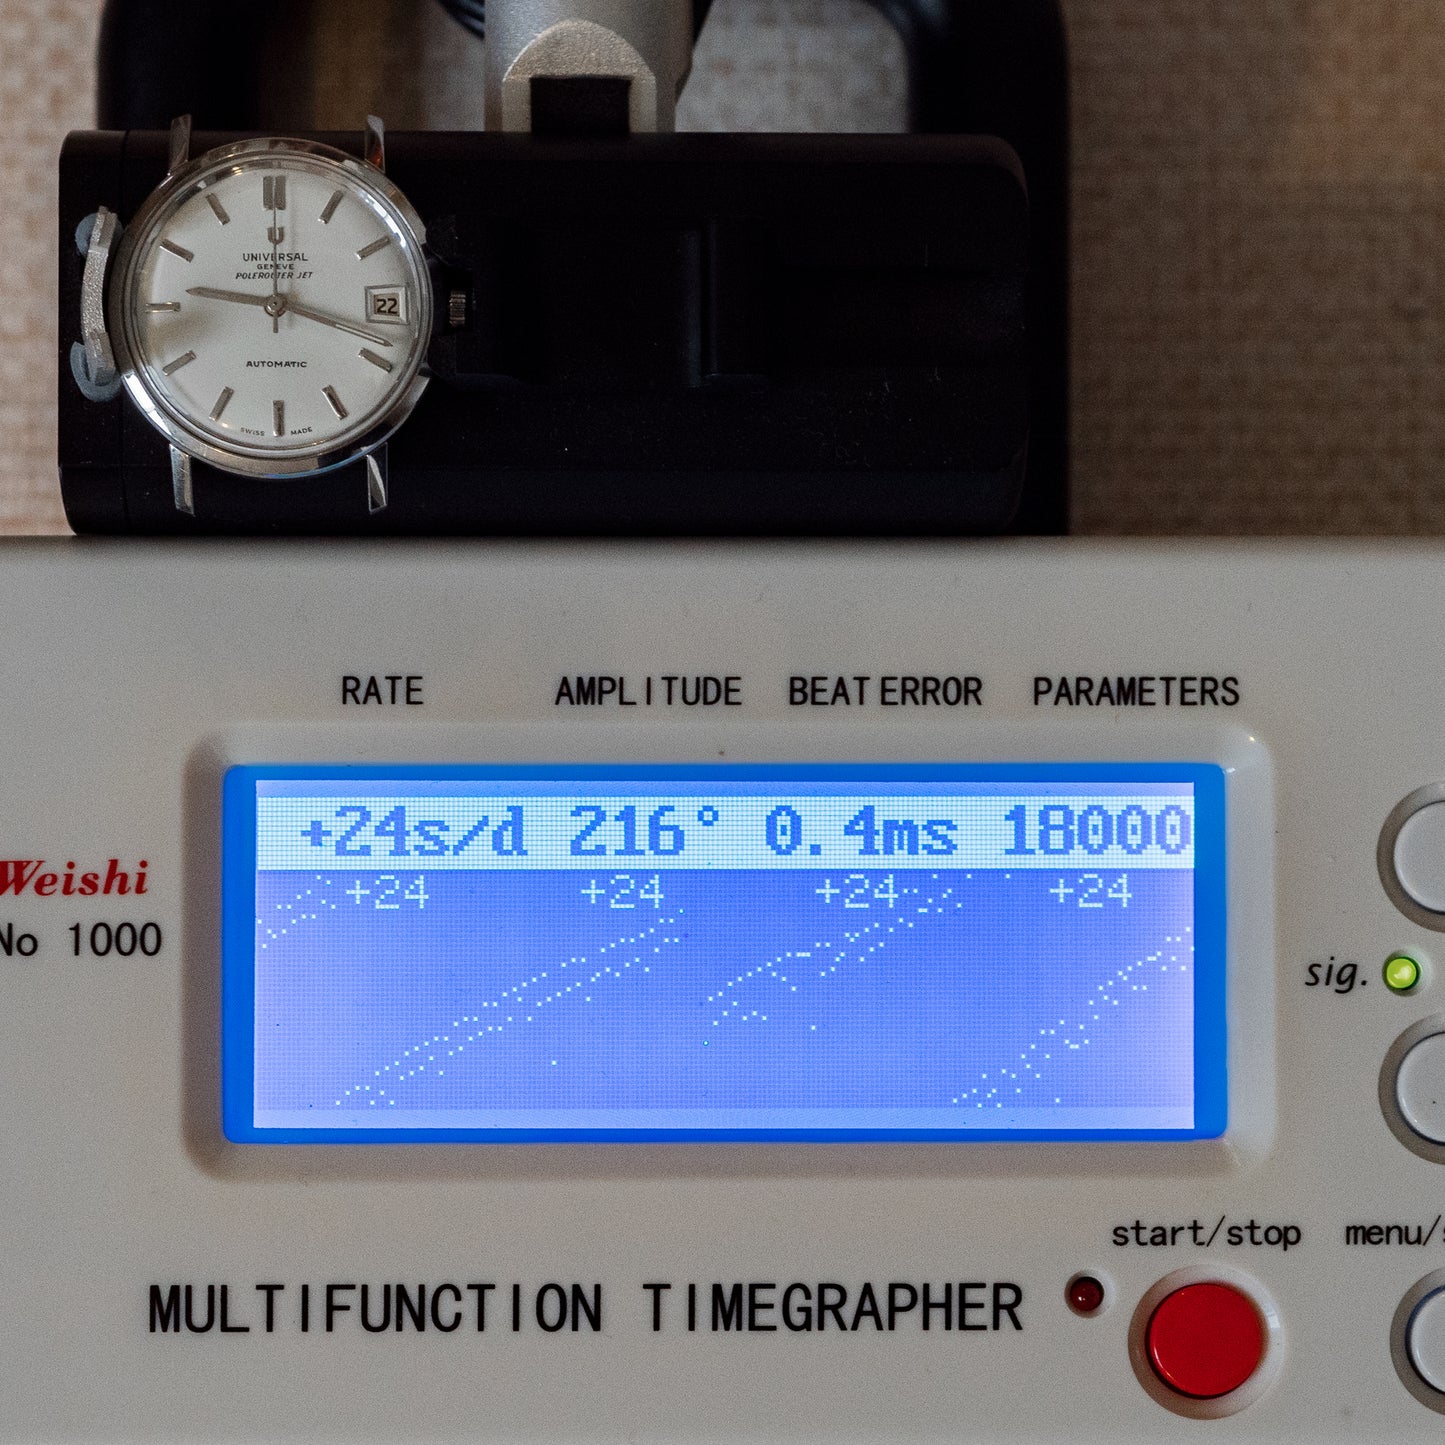 UNIVERSAL
GENEVE
POLEROUTER JET
22
AUTOMATIC
SWISS MADE
RATE AMPLITUDE BEAT ERROR PARAMETERS
+24s/d 216° 0.4ms 18000
+24 +24 +24 +24
Weishi
No 1000
sig.
start/stop menu/s
MULTIFUNCTION TIMEGRAPHER